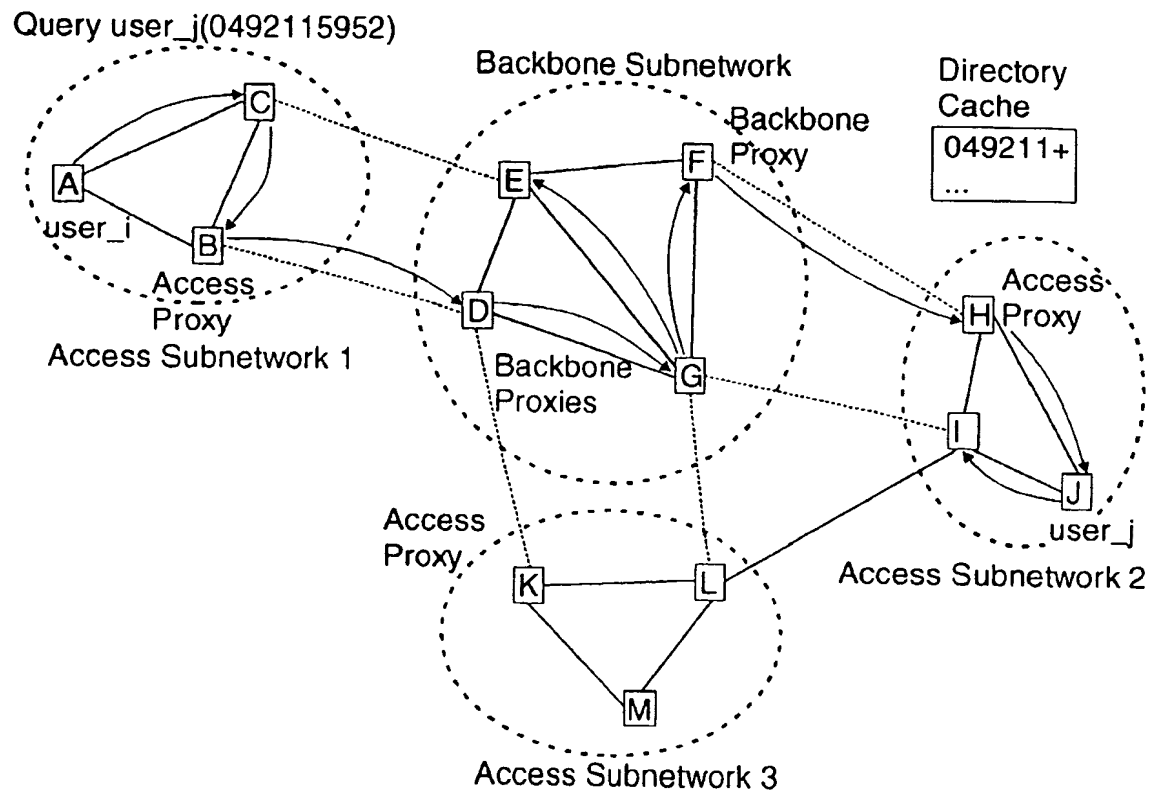 Query user_j(0492115952)
Backbone Subnetwork
Directory
Cache
049211+
...
C
Backbone
Proxy
F
E
A
user_i
B
Access
Proxy
Access Subnetwork 1
D
Backbone
Proxies
G
H
Access
Proxy
I
J
user_j
Access Subnetwork 2
Access
Proxy
K
L
M
Access Subnetwork 3